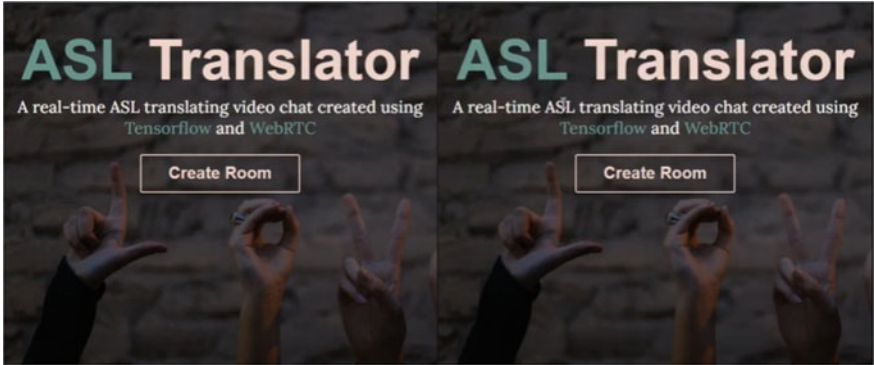 ASL Translator
A real-time ASL translating video chat created using
Tensorflow and WebRTC
Create Room
ASL Translator
A real-time ASL translating video chat created using
Tensorflow and WebRTC
Create Room